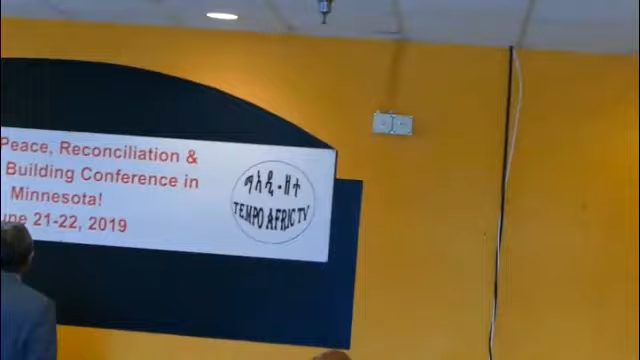 Peace, Reconciliation &
Building Conference in
Minnesota!
une 21-22, 2019
TEMPO AFRIC TV